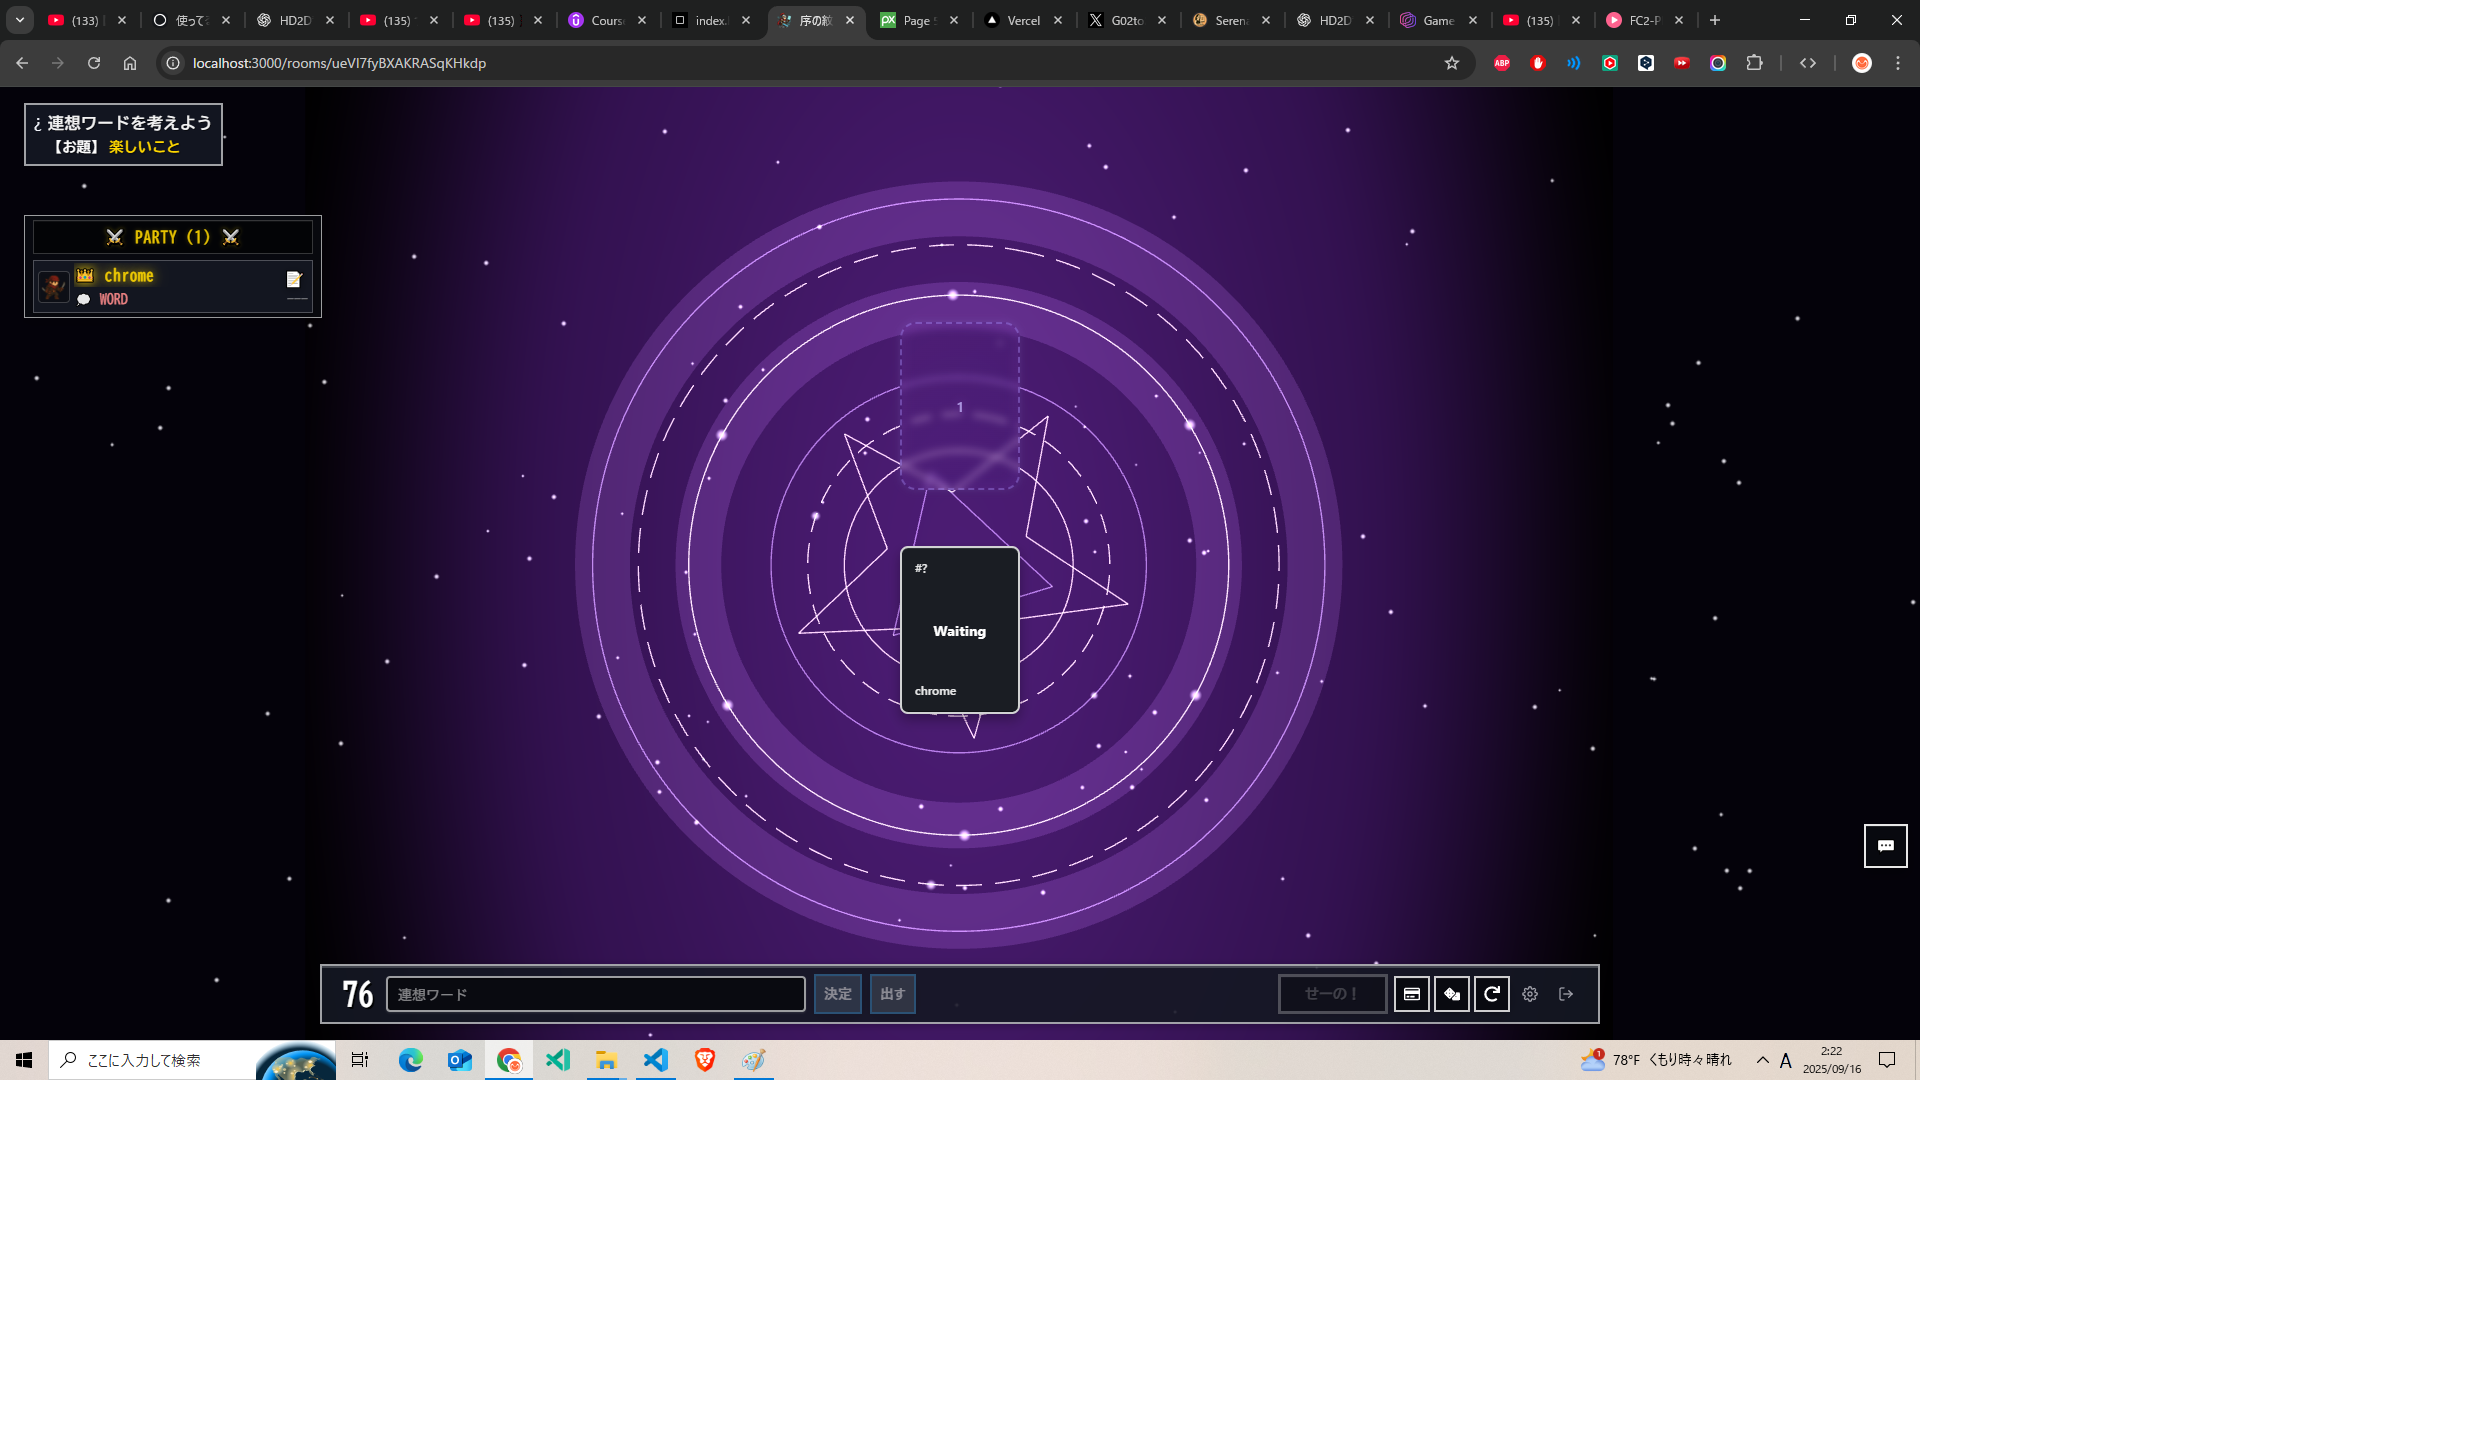 (133)
使って
HD2D
(135)
(135)
Cours
index.
序の紋
Page S
Vercel
G02to
Seren
HD2D
Game
(135)
FC2-P
localhost:3000/rooms/ueVI7fyBXAKRASqKHkdp
ABP
¿ 連想ワードを考えよう
【お題】 楽しいこと
⚔ PARTY (1) ⚔
chrome
WORD
---
1
#?
Waiting
chrome
76
連想ワード
決定
出す
せーの!
ここに入力して検索
1
78°F くもり時々晴れ
A
2:22
2025/09/16